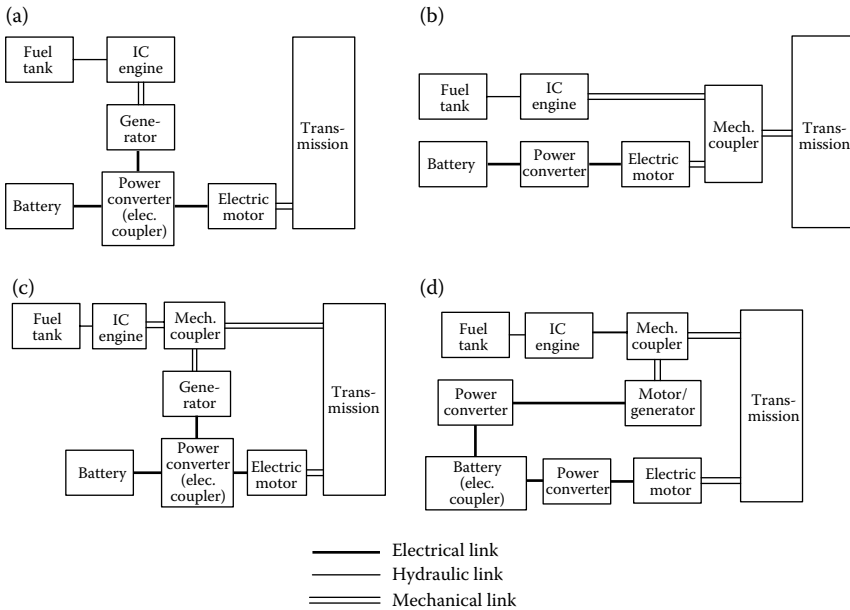 (a)
Fuel
tank
IC
engine
Gene-
rator
Battery
Power
converter
(elec.
coupler)
Electric
motor
Trans-
mission
(b)
Fuel
tank
IC
engine
Battery
Power
converter
Electric
motor
Mech.
coupler
Trans-
mission
(c)
Fuel
tank
IC
engine
Mech.
coupler
Gene-
rator
Battery
Power
converter
(elec.
coupler)
Electric
motor
Trans-
mission
(d)
Fuel
tank
IC
engine
Mech.
coupler
Power
converter
Motor/
generator
Battery
(elec.
coupler)
Power
converter
Electric
motor
Trans-
mission
Electrical link
Hydraulic link
Mechanical link